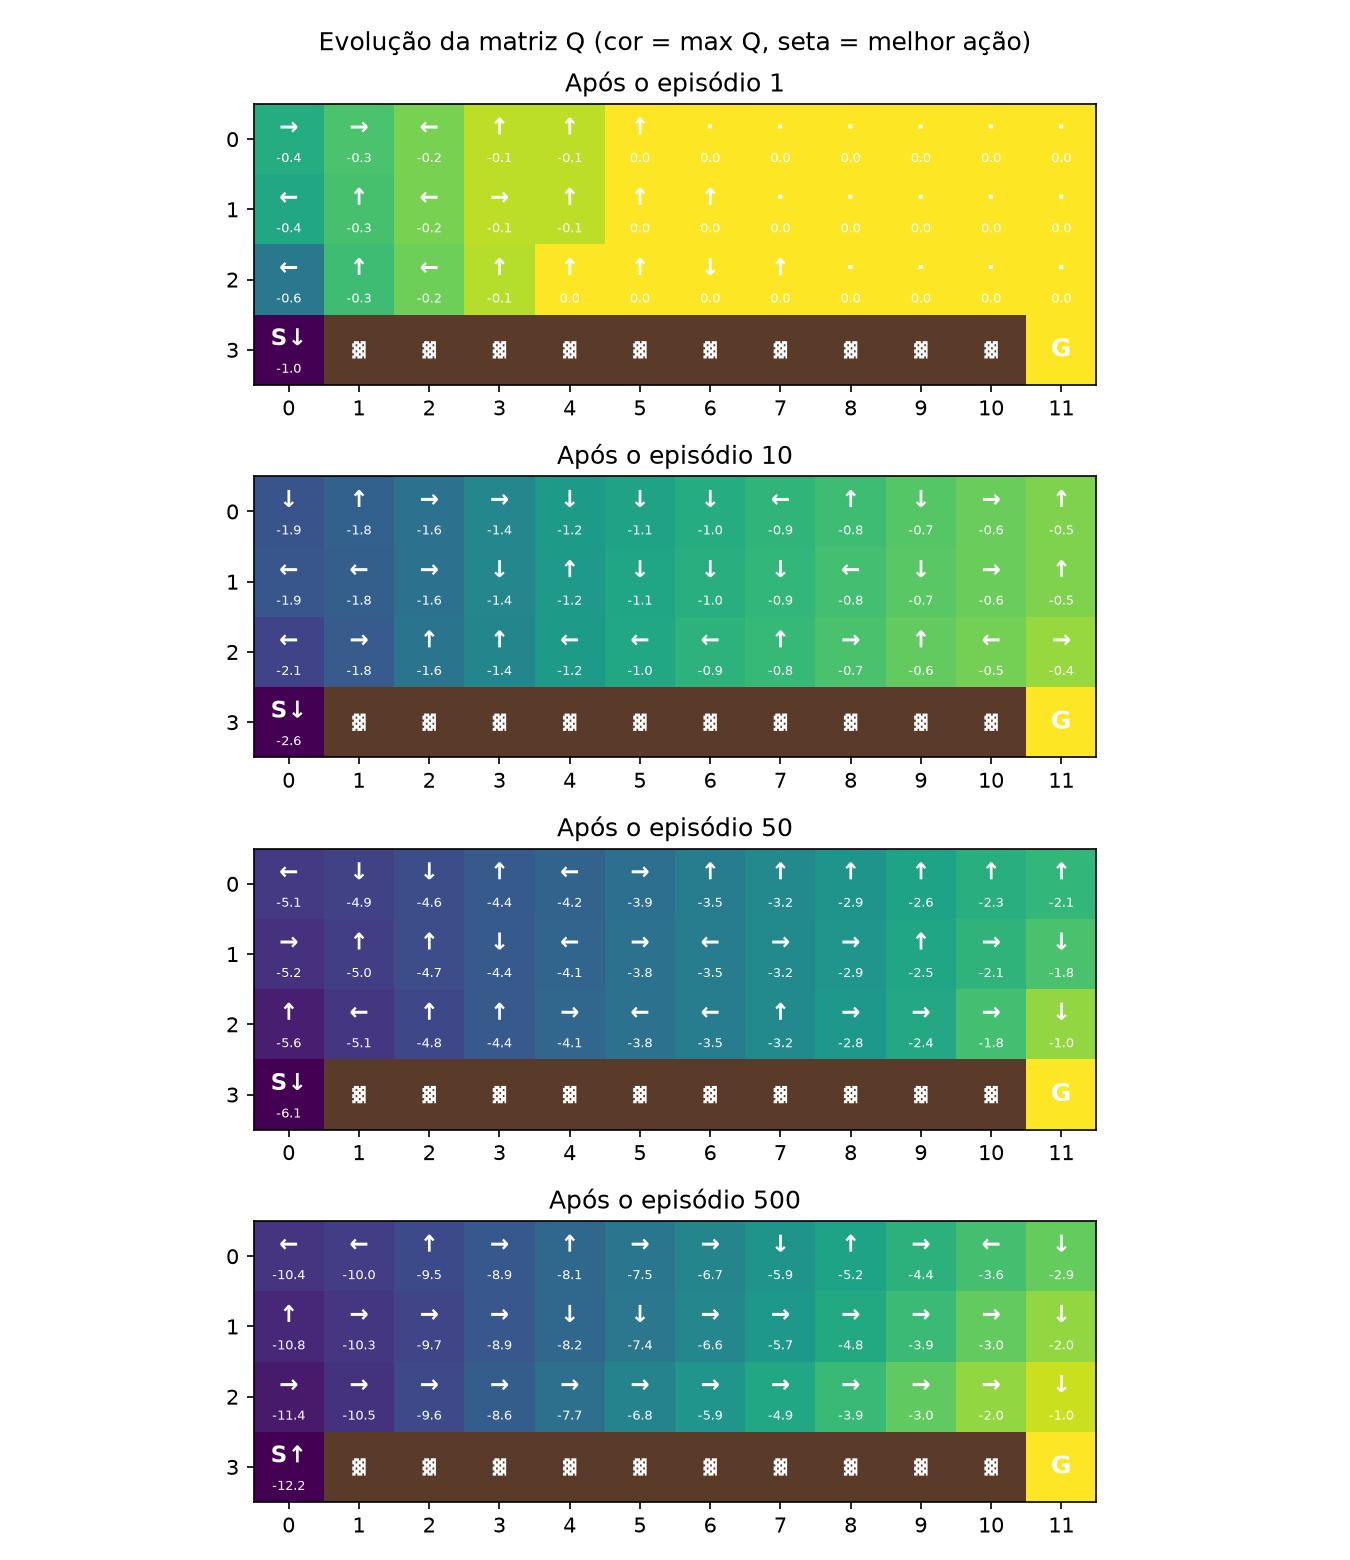 Evolução da matriz Q (cor = max Q, seta = melhor ação)
Após o episódio 1
0 → → ← ↑ ↑ ↑ · · · · · ·
-0.4 -0.3 -0.2 -0.1 -0.1 0.0 0.0 0.0 0.0 0.0 0.0 0.0
1 ← ↑ ← → ↑ ↑ ↑ · · · · ·
-0.4 -0.3 -0.2 -0.1 -0.1 0.0 0.0 0.0 0.0 0.0 0.0 0.0
2 ← ↑ ← ↑ ↑ ↑ ↓ ↑ · · · ·
-0.6 -0.3 -0.2 -0.1 0.0 0.0 0.0 0.0 0.0 0.0 0.0 0.0
3 S↓ ▓ ▓ ▓ ▓ ▓ ▓ ▓ ▓ ▓ ▓ G
-1.0
0 1 2 3 4 5 6 7 8 9 10 11
Após o episódio 10
0 ↓ ↑ → → ↓ ↓ ↓ ← ↑ ↓ → ↑
-1.9 -1.8 -1.6 -1.4 -1.2 -1.1 -1.0 -0.9 -0.8 -0.7 -0.6 -0.5
1 ← ← → ↓ ↑ ↓ ↓ ↓ ← ↓ → ↑
-1.9 -1.8 -1.6 -1.4 -1.2 -1.1 -1.0 -0.9 -0.8 -0.7 -0.6 -0.5
2 ← → ↑ ↑ ← ← ← ↑ → ↑ ← →
-2.1 -1.8 -1.6 -1.4 -1.2 -1.0 -0.9 -0.8 -0.7 -0.6 -0.5 -0.4
3 S↓ ▓ ▓ ▓ ▓ ▓ ▓ ▓ ▓ ▓ ▓ G
-2.6
0 1 2 3 4 5 6 7 8 9 10 11
Após o episódio 50
0 ← ↓ ↓ ↑ ← → ↑ ↑ ↑ ↑ ↑ ↑
-5.1 -4.9 -4.6 -4.4 -4.2 -3.9 -3.5 -3.2 -2.9 -2.6 -2.3 -2.1
1 → ↑ ↑ ↓ ← → ← → → ↑ → ↓
-5.2 -5.0 -4.7 -4.4 -4.1 -3.8 -3.5 -3.2 -2.9 -2.5 -2.1 -1.8
2 ↑ ← ↑ ↑ → ← ← ↑ → → → ↓
-5.6 -5.1 -4.8 -4.4 -4.1 -3.8 -3.5 -3.2 -2.8 -2.4 -1.8 -1.0
3 S↓ ▓ ▓ ▓ ▓ ▓ ▓ ▓ ▓ ▓ ▓ G
-6.1
0 1 2 3 4 5 6 7 8 9 10 11
Após o episódio 500
0 ← ← ↑ → ↑ → → ↓ ↑ → ← ↓
-10.4 -10.0 -9.5 -8.9 -8.1 -7.5 -6.7 -5.9 -5.2 -4.4 -3.6 -2.9
1 ↑ → → → ↓ ↓ → → → → → ↓
-10.8 -10.3 -9.7 -8.9 -8.2 -7.4 -6.6 -5.7 -4.8 -3.9 -3.0 -2.0
2 → → → → → → → → → → → ↓
-11.4 -10.5 -9.6 -8.6 -7.7 -6.8 -5.9 -4.9 -3.9 -3.0 -2.0 -1.0
3 S↑ ▓ ▓ ▓ ▓ ▓ ▓ ▓ ▓ ▓ ▓ G
-12.2
0 1 2 3 4 5 6 7 8 9 10 11